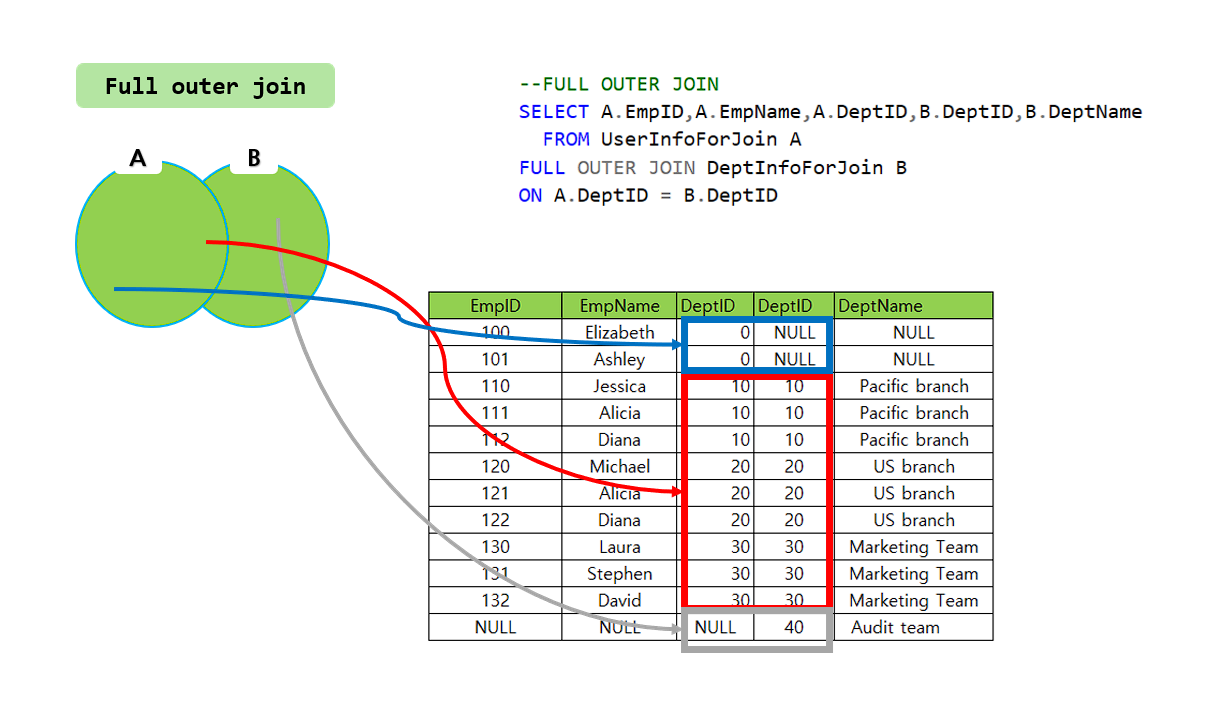 Full outer join
A
B
--FULL OUTER JOIN
SELECT A.EmpID,A.EmpName,A.DeptID,B.DeptID,B.DeptName
FROM UserInfoForJoin A
FULL OUTER JOIN DeptInfoForJoin B
ON A.DeptID = B.DeptID
EmpID EmpName DeptID DeptID DeptName
100 Elizabeth 0 NULL NULL
101 Ashley 0 NULL NULL
110 Jessica 10 10 Pacific branch
111 Alicia 10 10 Pacific branch
112 Diana 10 10 Pacific branch
120 Michael 20 20 US branch
121 Alicia 20 20 US branch
122 Diana 20 20 US branch
130 Laura 30 30 Marketing Team
131 Stephen 30 30 Marketing Team
132 David 30 30 Marketing Team
NULL NULL NULL 40 Audit team